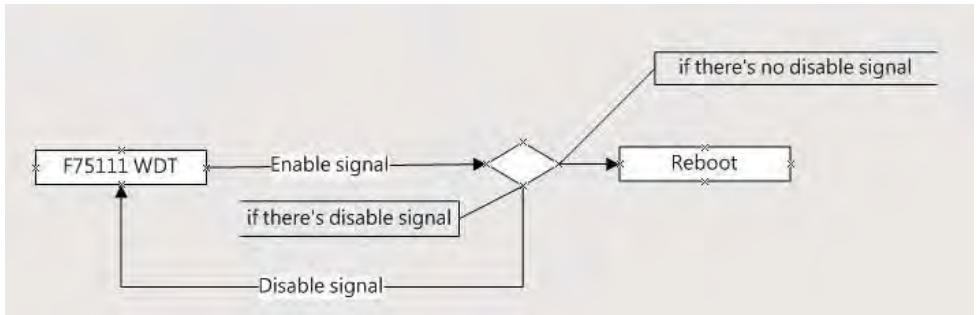 if there's no disable signal
F75111 WDT
Enable signal
Reboot
if there's disable signal
Disable signal